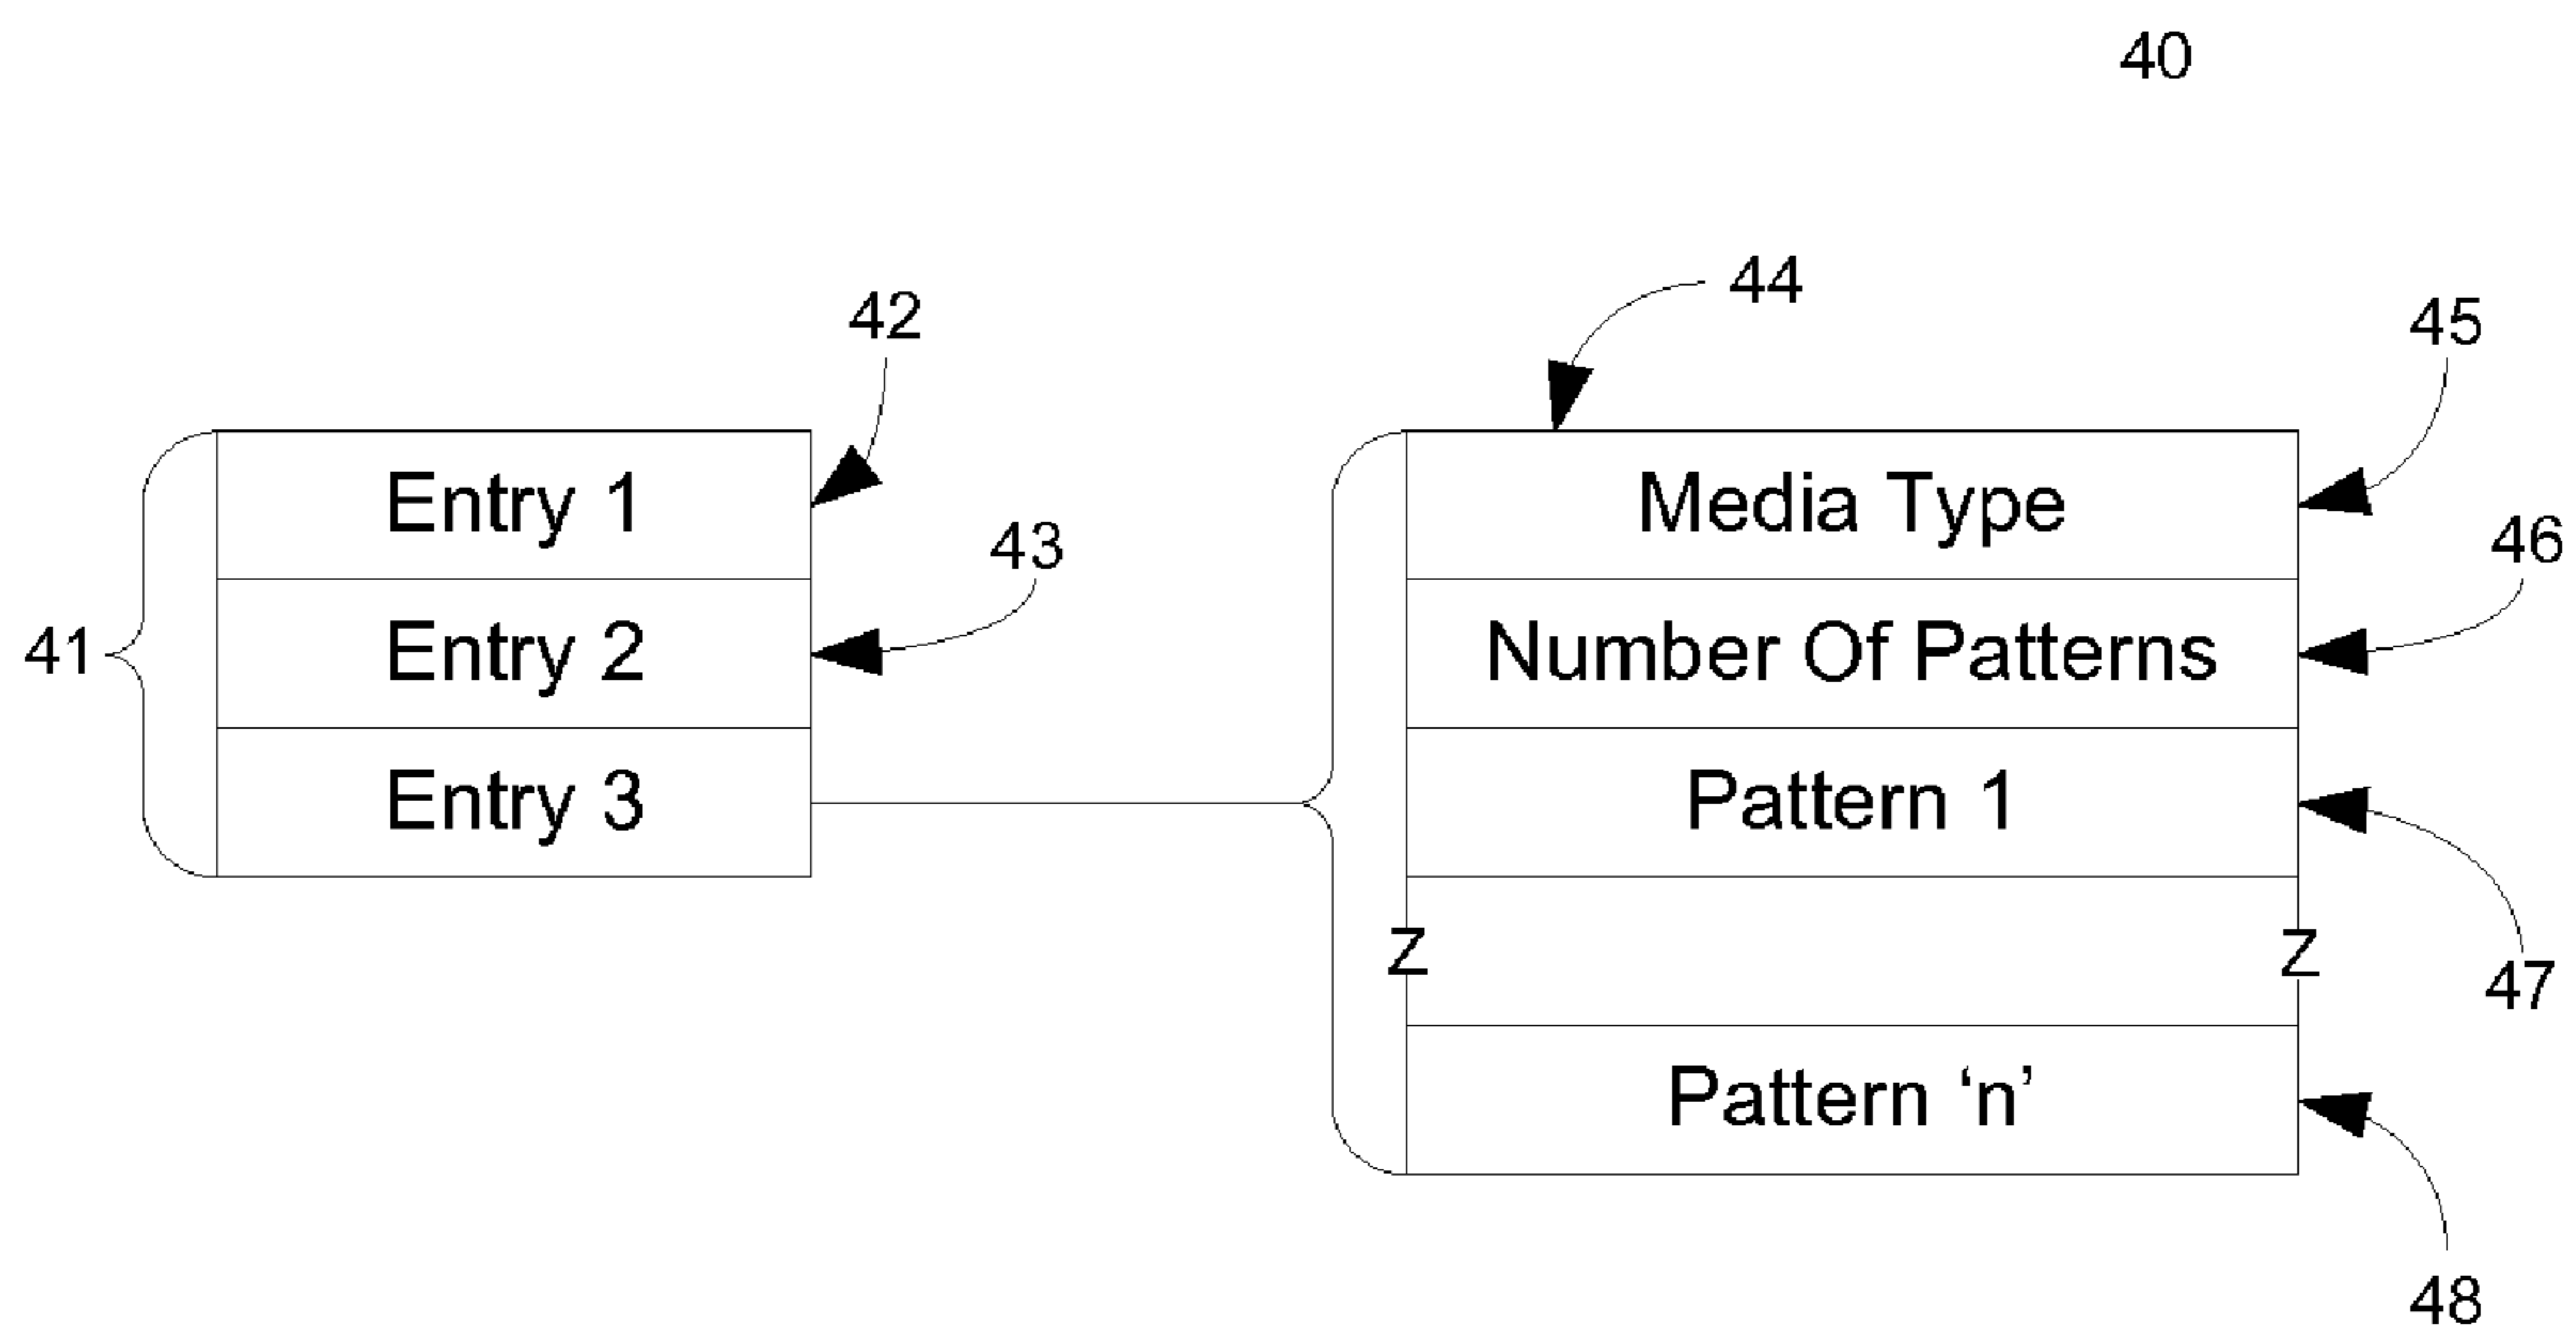 40
44
42
45
Entry 1
Media Type
43
46
41
Entry 2
Number Of Patterns
Entry 3
Pattern 1
Z
Z
47
Pattern ‘n’
48